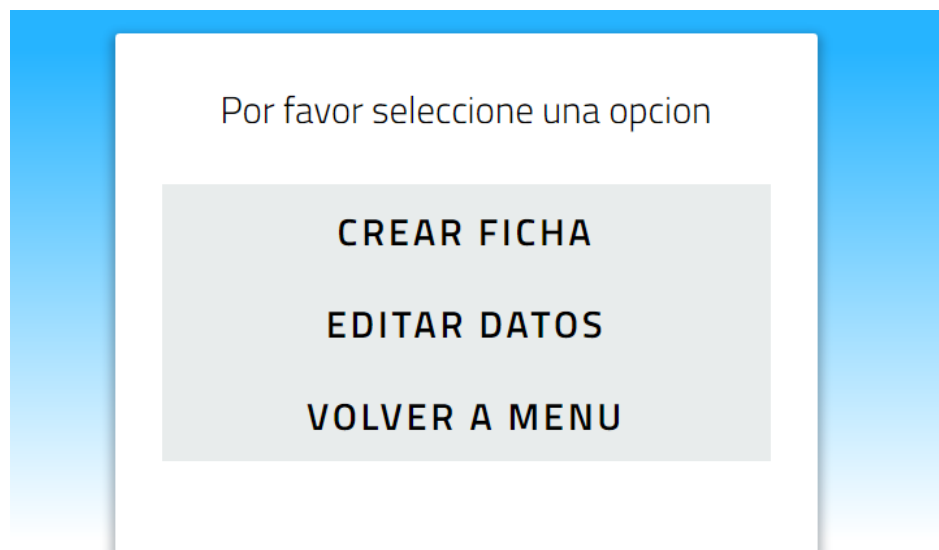 Por favor seleccione una opcion
CREAR FICHA
EDITAR DATOS
VOLVER A MENU